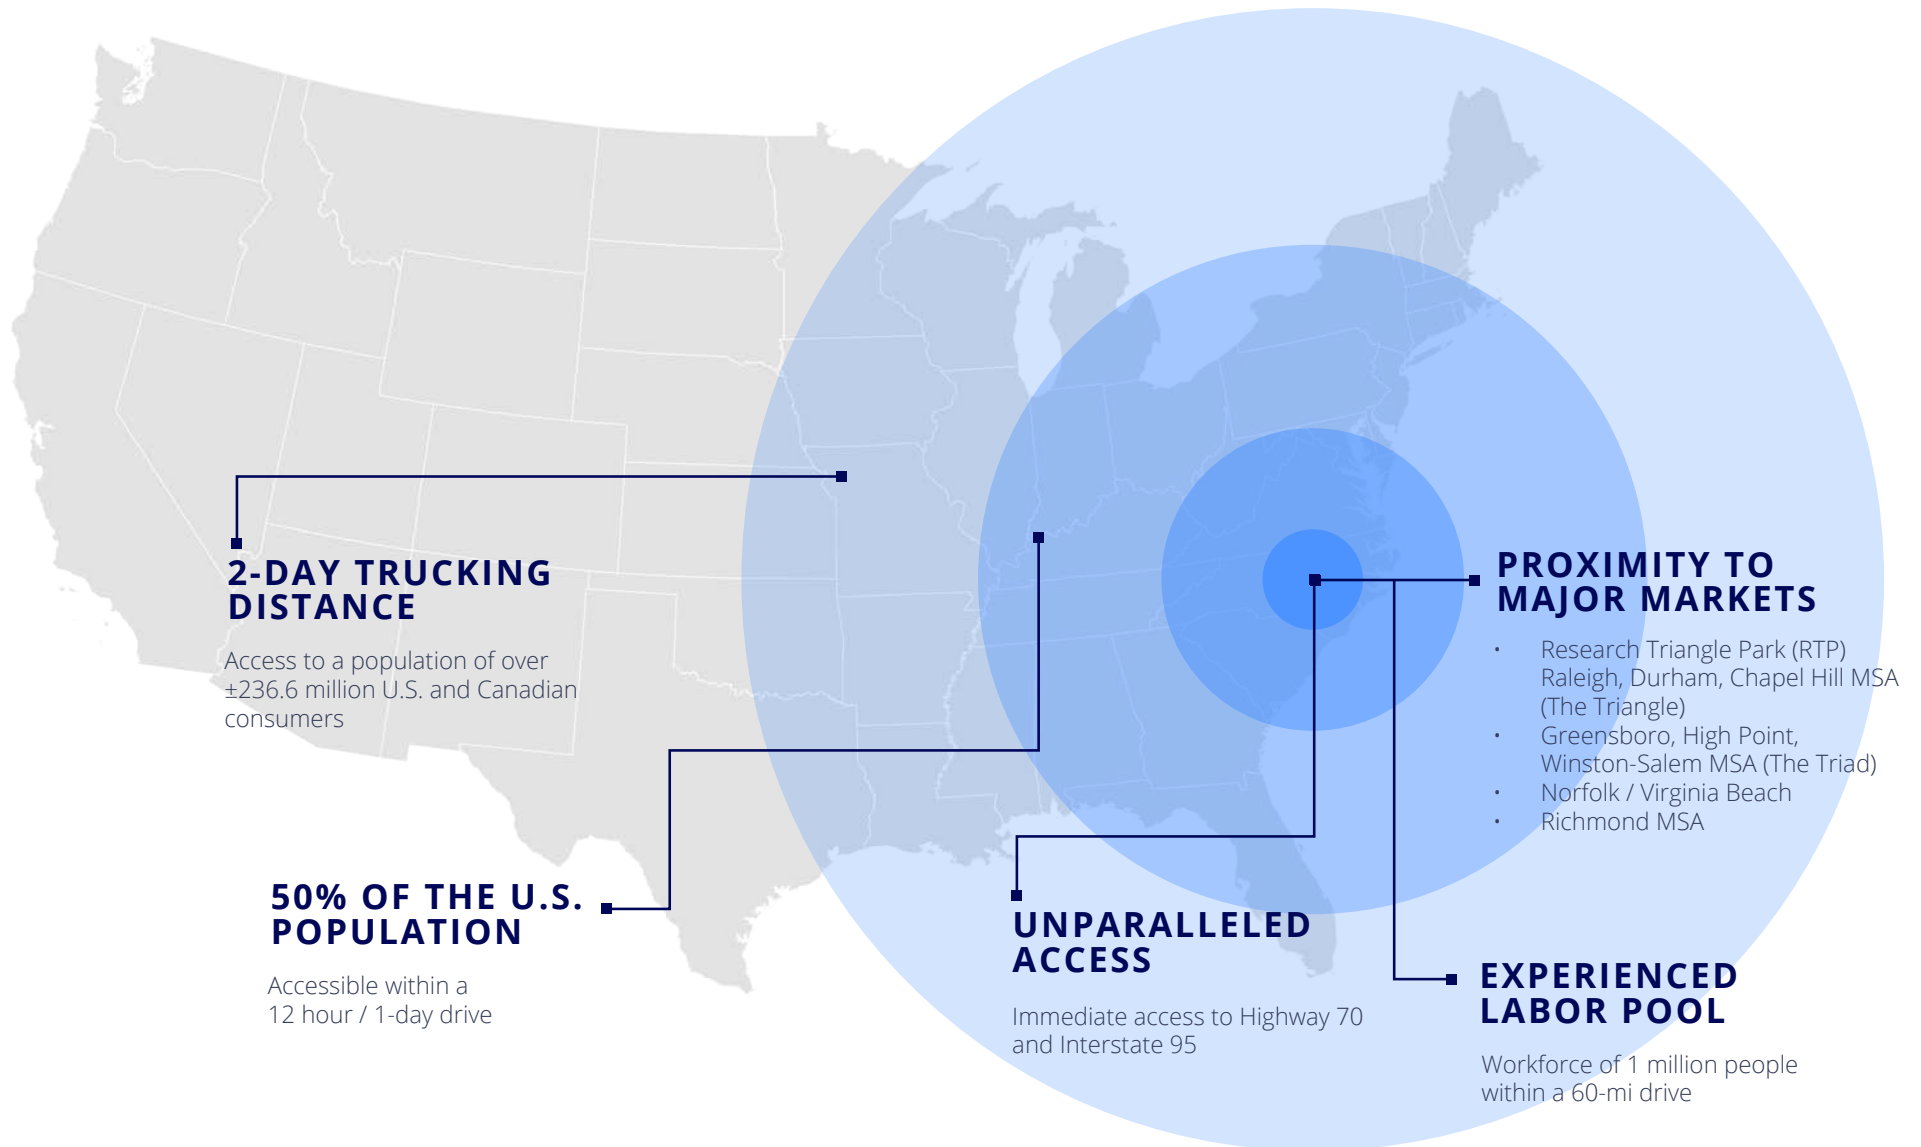 2-DAY TRUCKING
DISTANCE
Access to a population of over
±236.6 million U.S. and Canadian
consumers
50% OF THE U.S.
POPULATION
Accessible within a
12 hour / 1-day drive
UNPARALLELED
ACCESS
Immediate access to Highway 70
and Interstate 95
PROXIMITY TO
MAJOR MARKETS
• Research Triangle Park (RTP)
Raleigh, Durham, Chapel Hill MSA
(The Triangle)
• Greensboro, High Point,
Winston-Salem MSA (The Triad)
• Norfolk / Virginia Beach
• Richmond MSA
EXPERIENCED
LABOR POOL
Workforce of 1 million people
within a 60-mi drive